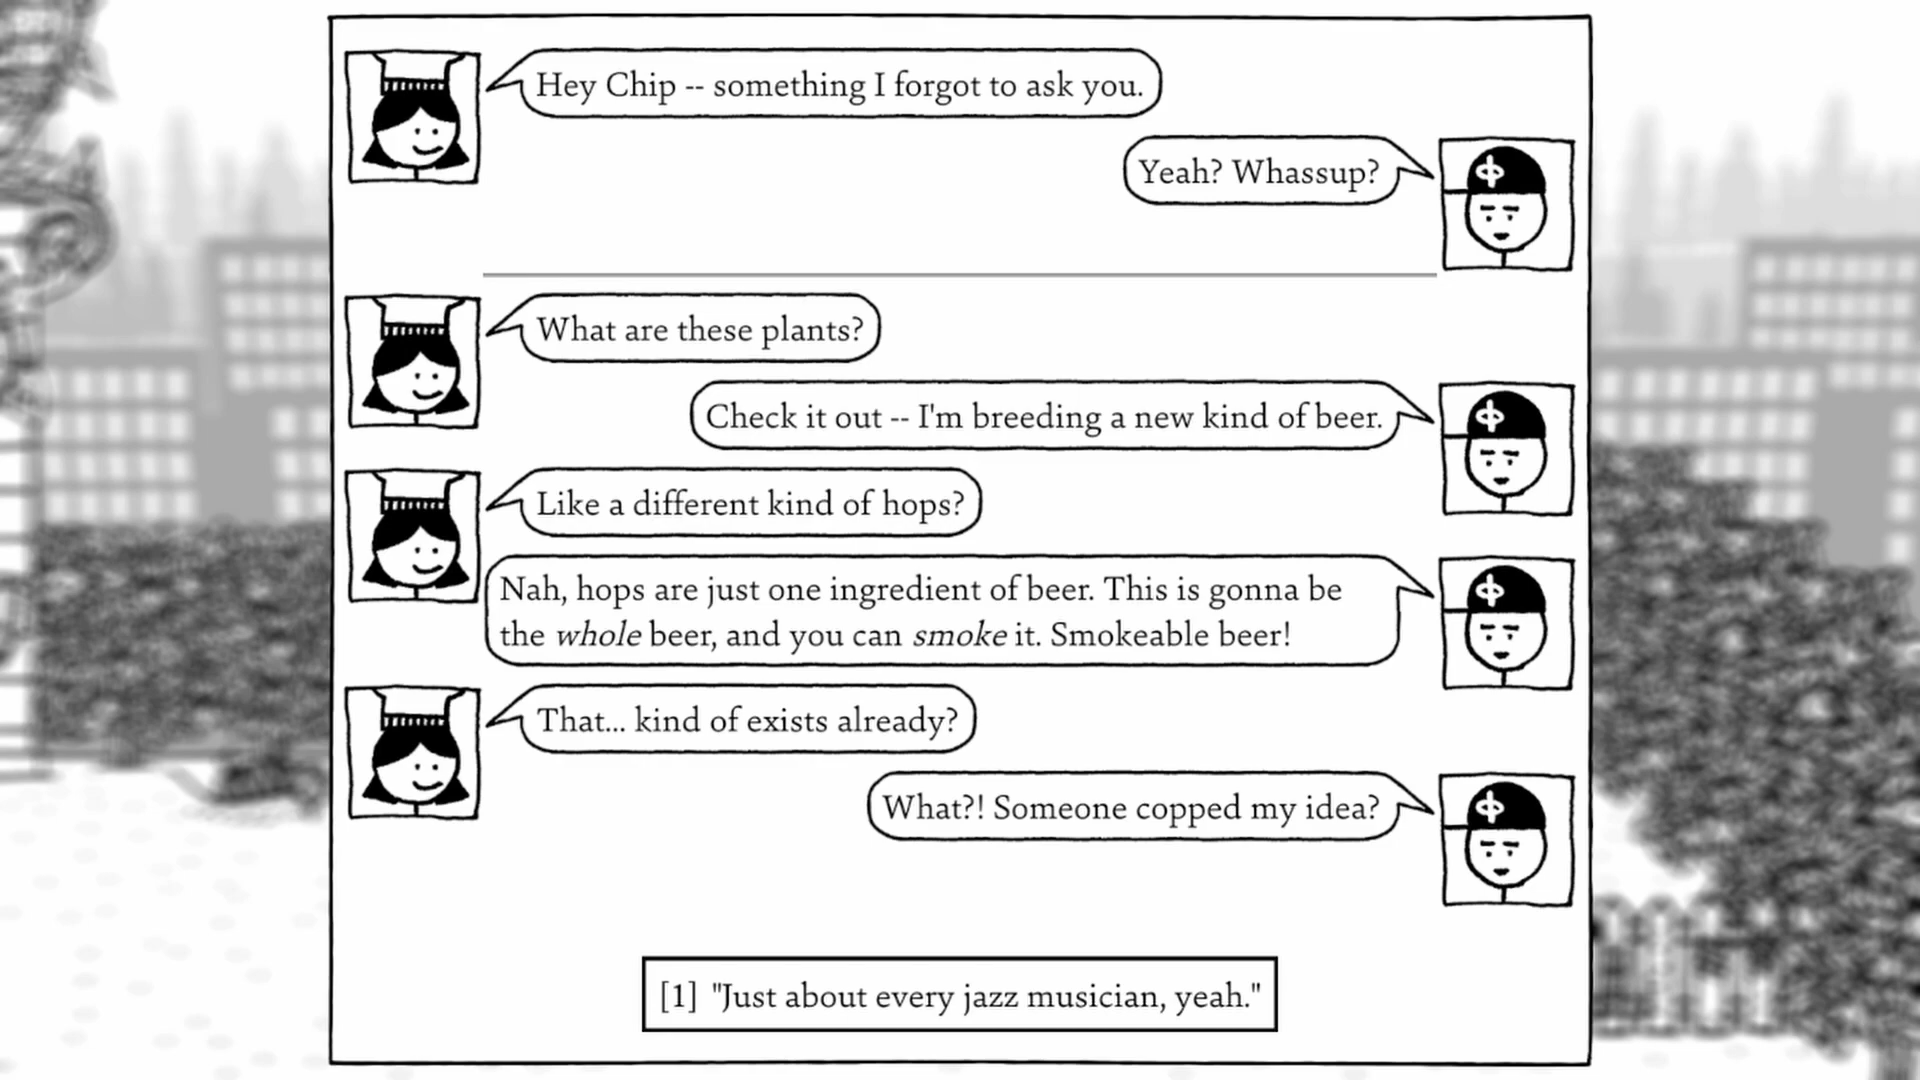 Hey Chip -- something I forgot to ask you.
Yeah? Whassup?
What are these plants?
Check it out -- I'm breeding a new kind of beer.
Like a different kind of hops?
Nah, hops are just one ingredient of beer. This is gonna be
the whole beer, and you can smoke it. Smokeable beer!
That... kind of exists already?
What?! Someone copped my idea?
[1] "Just about every jazz musician, yeah."